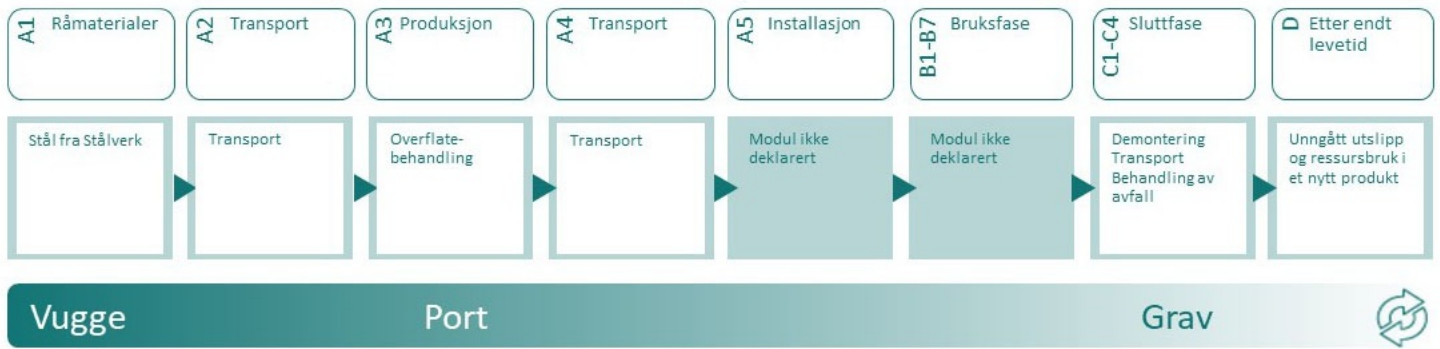 A1 Råmaterialer
A2 Transport
A3 Produksjon
A4 Transport
A5 Installasjon
B1-B7 Bruksfase
C1-C4 Sluttfase
D Etter endt
levetid
Stål fra Stålverk
Transport
Overflate-
behandling
Transport
Modul ikke
deklarert
Modul ikke
deklarert
Demontering
Transport
Behandling av
avfall
Unngått utslipp
og ressursbruk i
et nytt produkt
Vugge
Port
Grav